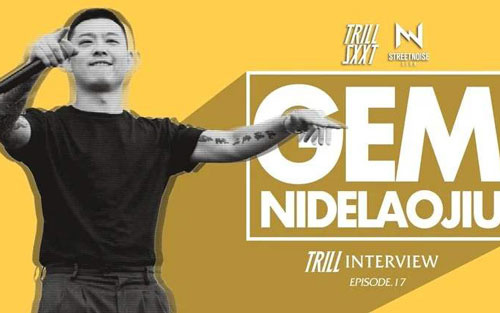 TRILL
SXXT
STREETNOISE
GEM
NIDELAOJIU
TRILL INTERVIEW
EPISODE.17